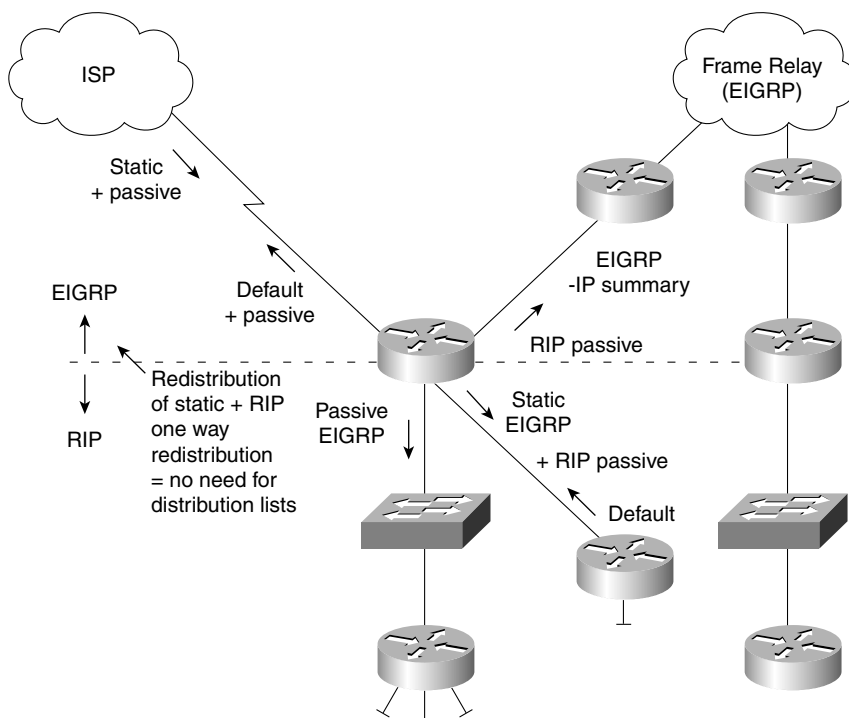 ISP
Frame Relay
(EIGRP)
Static
+ passive
Default
+ passive
EIGRP
-IP summary
EIGRP
RIP passive
Redistribution
of static + RIP
one way
redistribution
= no need for
distribution lists
RIP
Passive
EIGRP
Static
EIGRP
+ RIP passive
Default